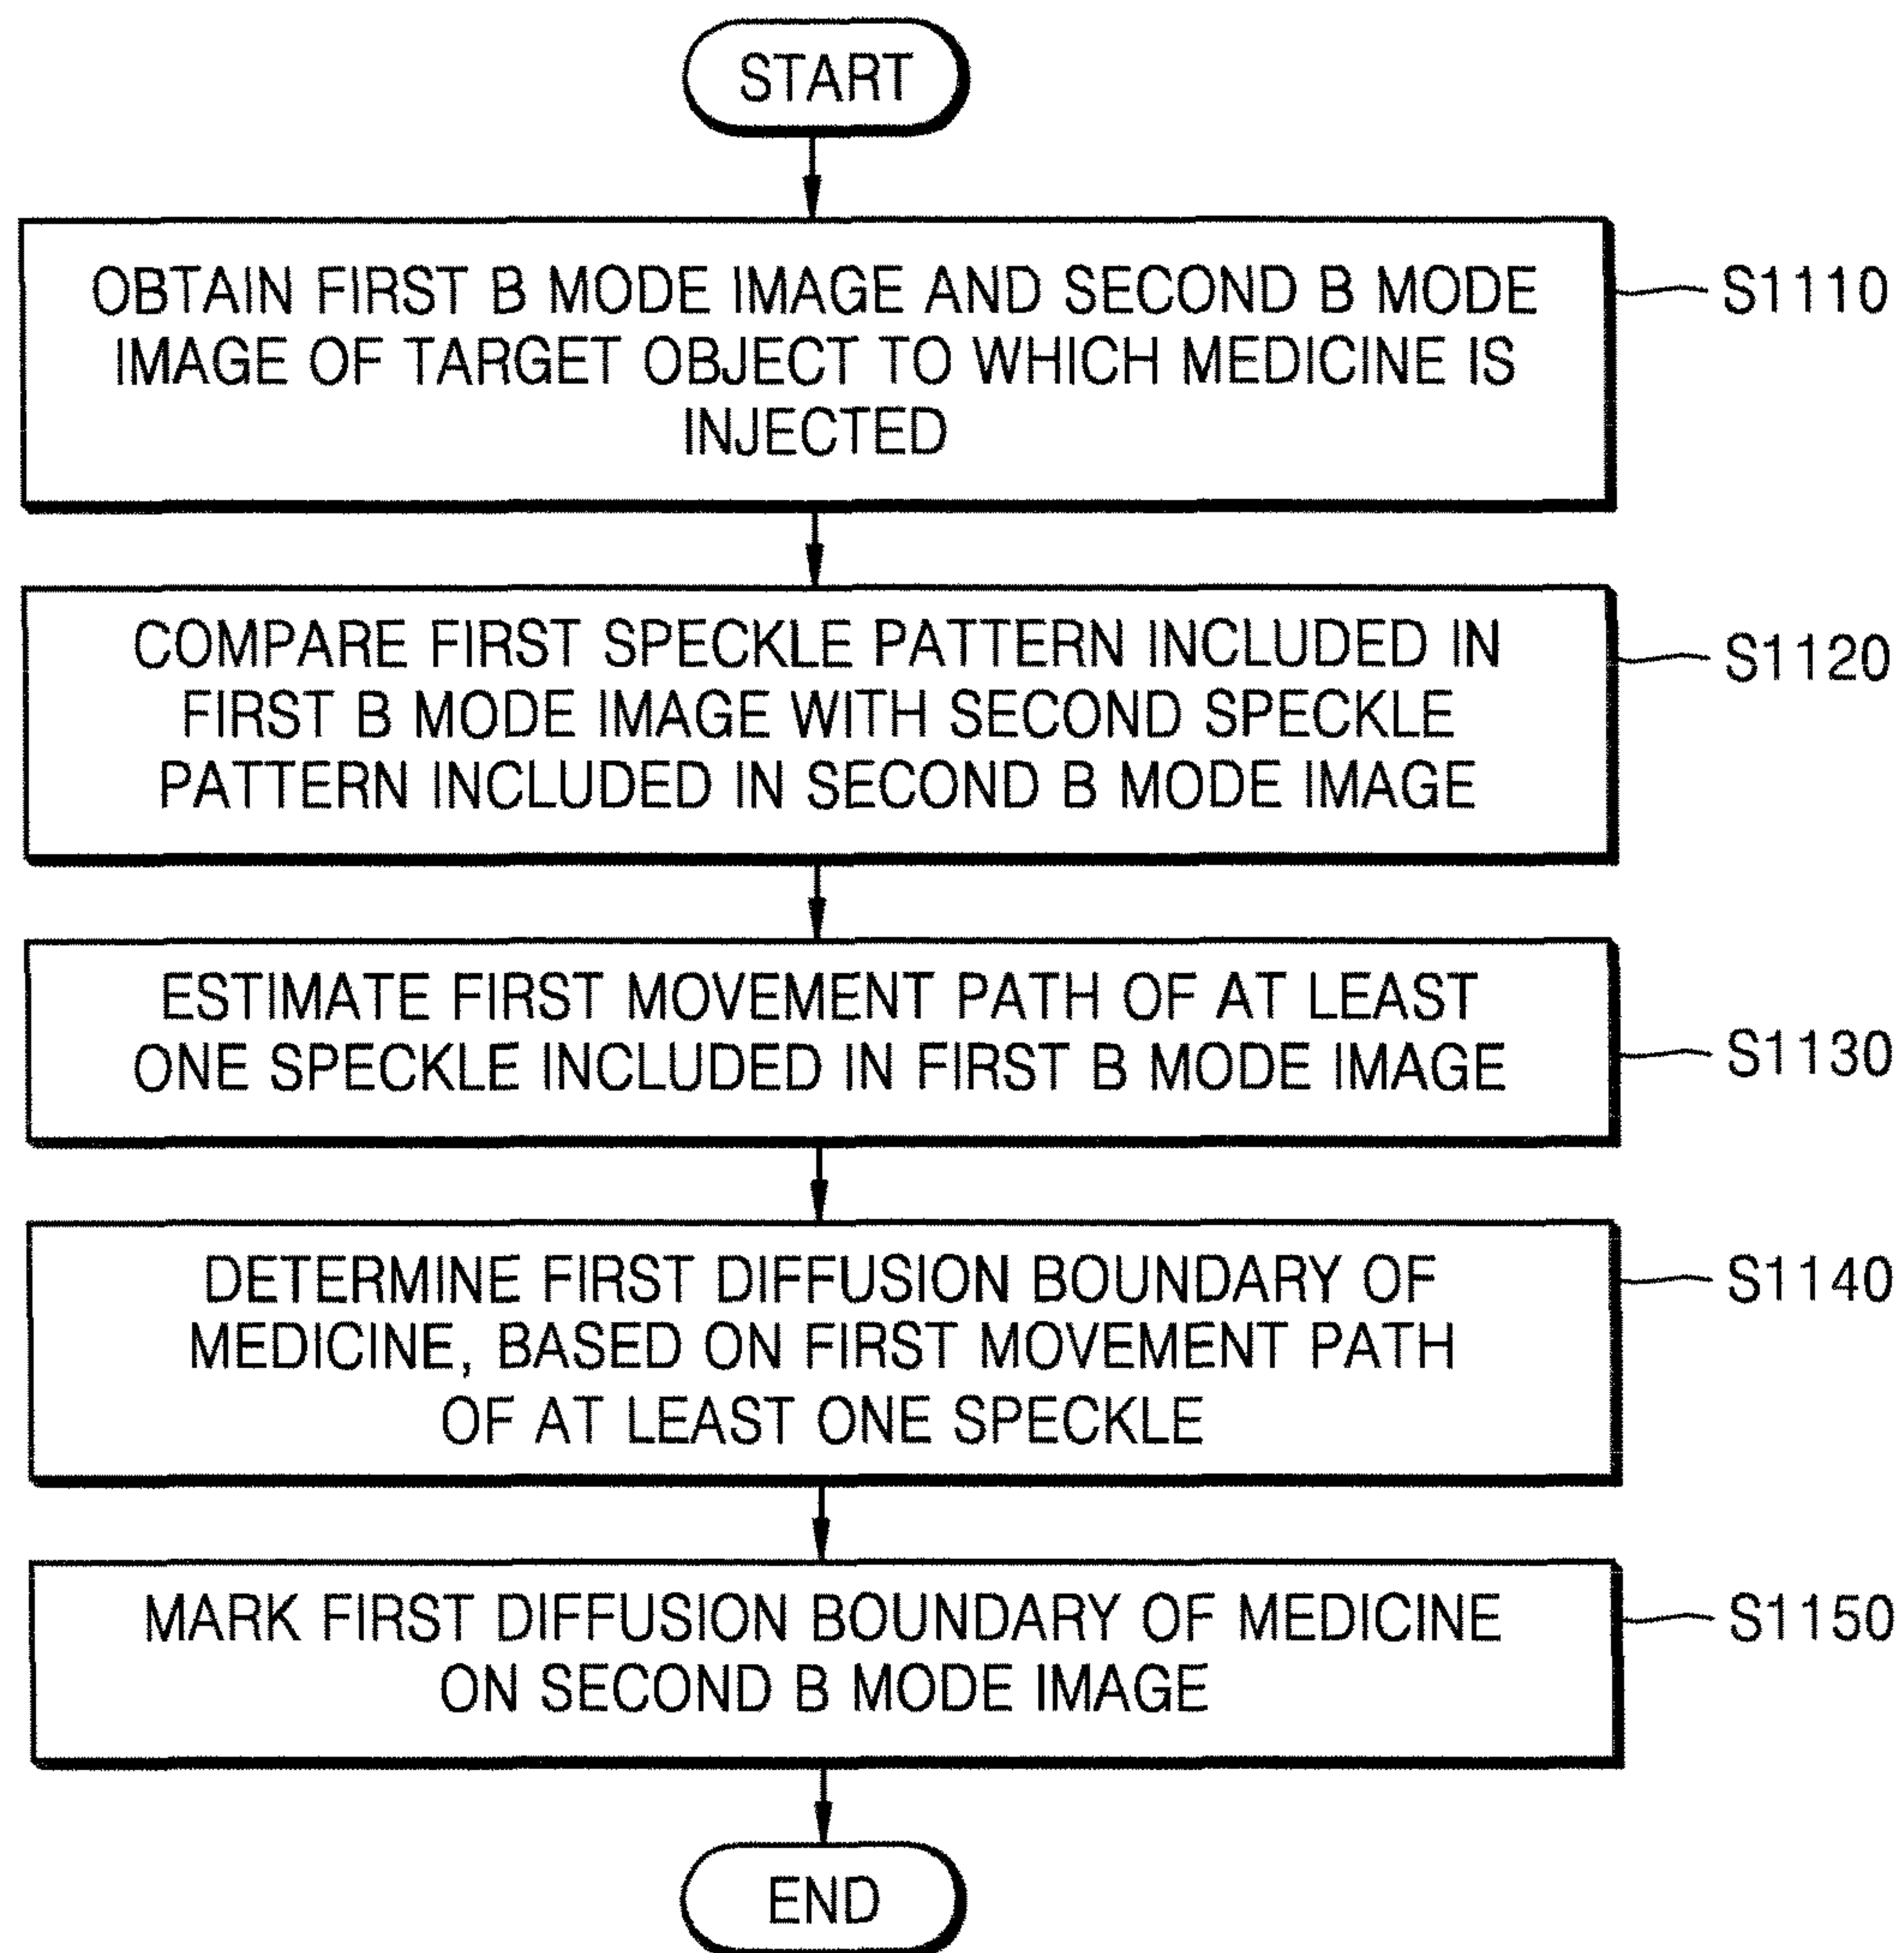 START
OBTAIN FIRST B MODE IMAGE AND SECOND B MODE
IMAGE OF TARGET OBJECT TO WHICH MEDICINE IS
INJECTED
S1110
COMPARE FIRST SPECKLE PATTERN INCLUDED IN
FIRST B MODE IMAGE WITH SECOND SPECKLE
PATTERN INCLUDED IN SECOND B MODE IMAGE
S1120
ESTIMATE FIRST MOVEMENT PATH OF AT LEAST
ONE SPECKLE INCLUDED IN FIRST B MODE IMAGE
S1130
DETERMINE FIRST DIFFUSION BOUNDARY OF
MEDICINE, BASED ON FIRST MOVEMENT PATH
OF AT LEAST ONE SPECKLE
S1140
MARK FIRST DIFFUSION BOUNDARY OF MEDICINE
ON SECOND B MODE IMAGE
S1150
END